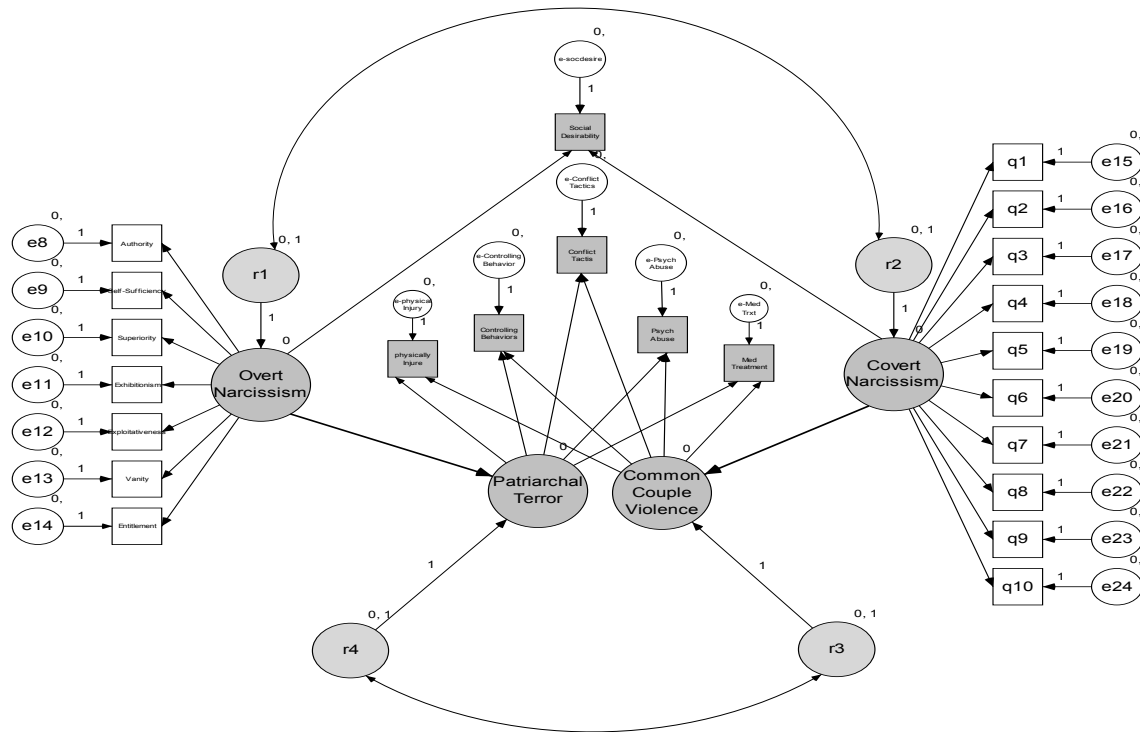 0,
e-socdesire
1
Social
Desirability
0,
e-Conflict
Tactics
1
Conflict
Tactis
0,
e-Controlling
Behavior
1
Controlling
Behaviors
0,
e-Psych
Abuse
1
Psych
Abuse
0,
e-physical
Injury
1
physically
Injure
0,
e-Med
Trxt
1
Med
Treatment
0, 1
r1
1
0
Overt
Narcissism
0, 1
r2
1
0
Covert
Narcissism
0,
e8
1
Authority
0,
e9
1
Self-Sufficiency
0,
e10
1
Superiority
0,
e11
1
Exhibitionism
0,
e12
1
Exploitativeness
0,
e13
1
Vanity
0,
e14
1
Entitlement
0
Patriarchal
Terror
0
Common
Couple
Violence
q1
1
0,
e15
q2
1
0,
e16
q3
1
0,
e17
q4
1
0,
e18
q5
1
0,
e19
q6
1
0,
e20
q7
1
0,
e21
q8
1
0,
e22
q9
1
0,
e23
q10
1
0,
e24
1
0, 1
r4
1
0, 1
r3